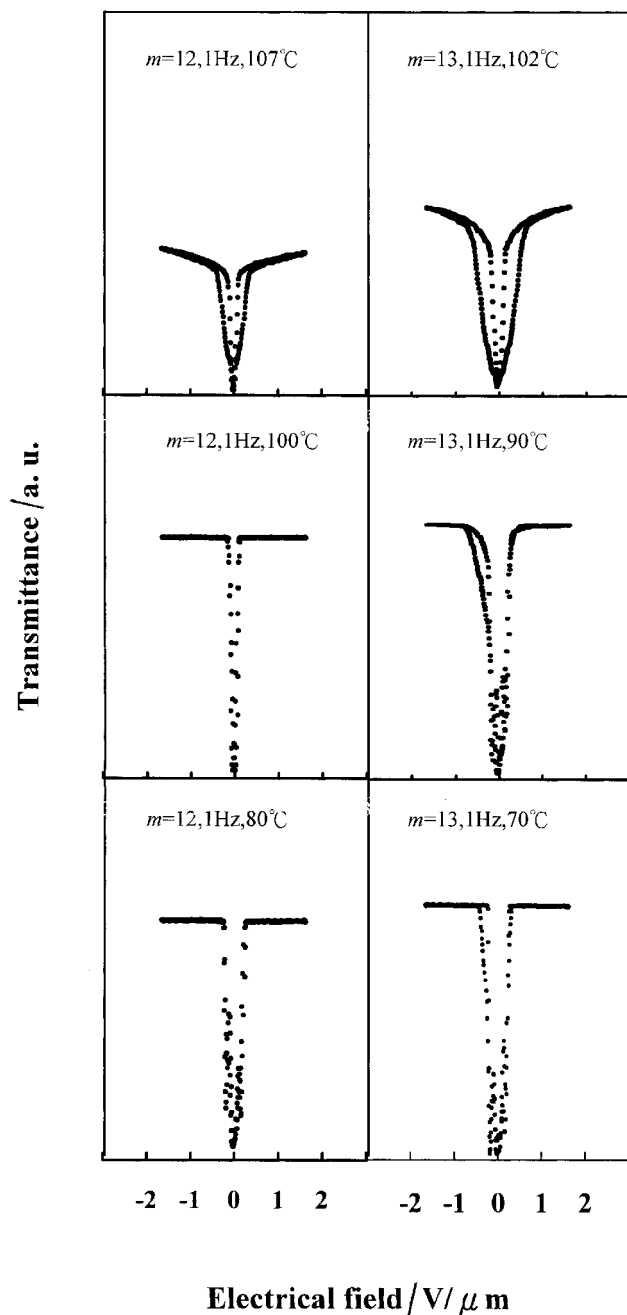 m=12,1Hz,107℃
m=13,1Hz,102℃
m=12,1Hz,100℃
m=13,1Hz,90℃
m=12,1Hz,80℃
m=13,1Hz,70℃
Transmittance /a. u.
-2 -1 0 1 2
-2 -1 0 1 2
Electrical field / V/ μ m